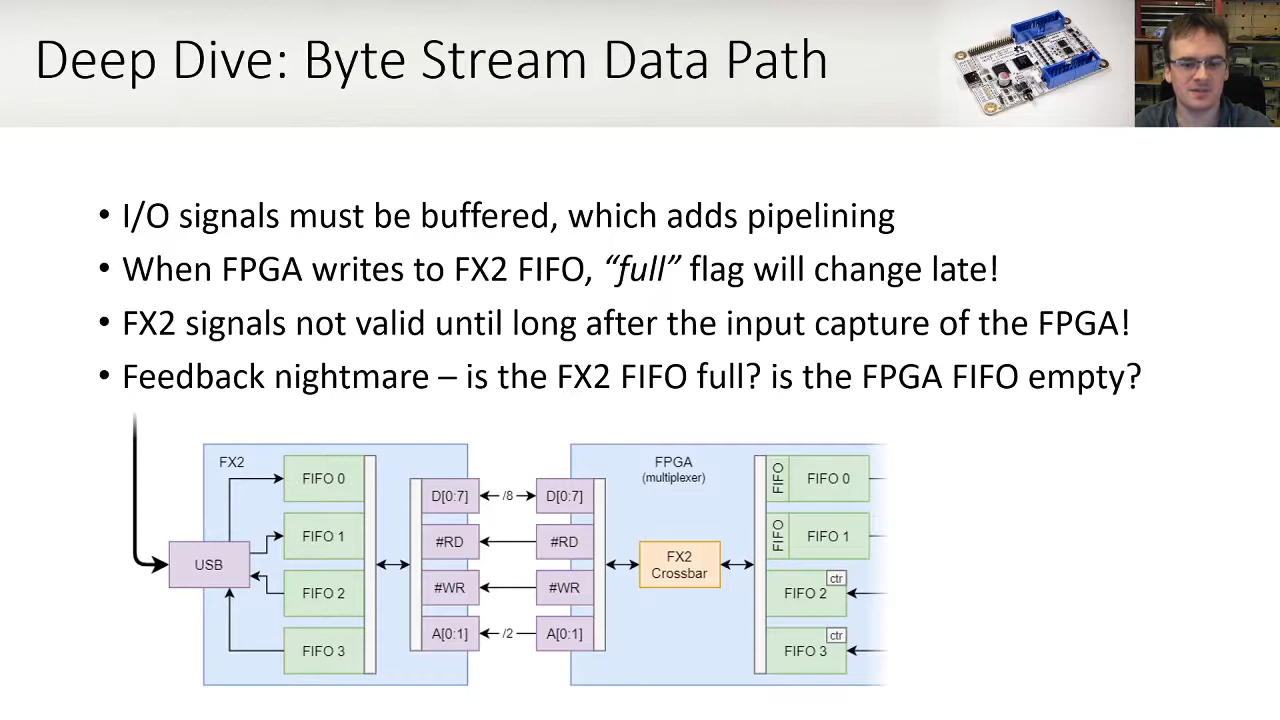 Deep Dive: Byte Stream Data Path
• I/O signals must be buffered, which adds pipelining
• When FPGA writes to FX2 FIFO, “full” flag will change late!
• FX2 signals not valid until long after the input capture of the FPGA!
• Feedback nightmare – is the FX2 FIFO full? is the FPGA FIFO empty?
FX2
USB
FIFO 0
FIFO 1
FIFO 2
FIFO 3
D[0:7]
#RD
#WR
A[0:1]
/8
/2
D[0:7]
#RD
#WR
A[0:1]
FPGA
(multiplexer)
FX2
Crossbar
FIFO
FIFO 0
FIFO
FIFO 1
ctr
FIFO 2
ctr
FIFO 3